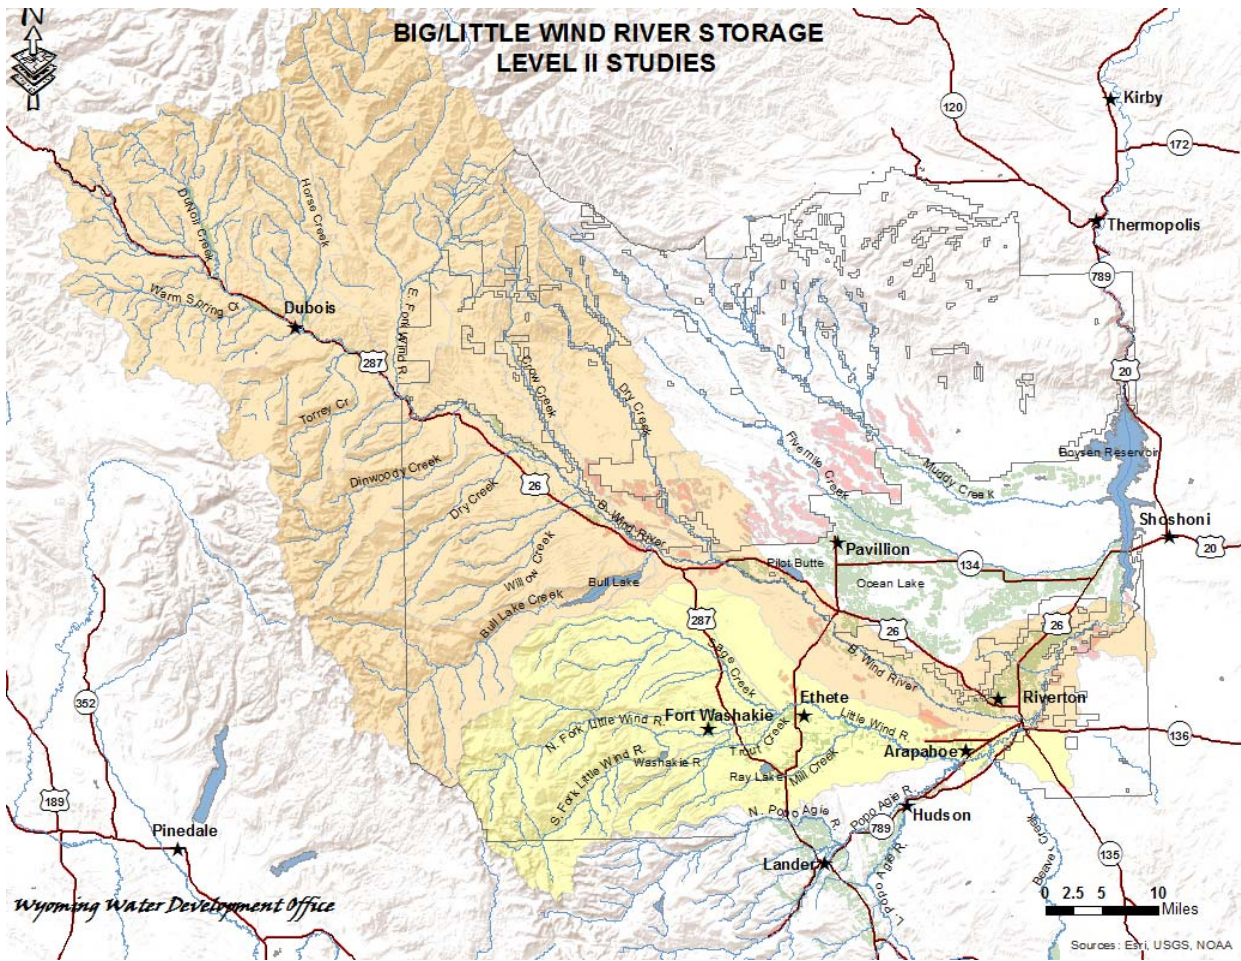 BIG/LITTLE WIND RIVER STORAGE
LEVEL II STUDIES
120
Kirby
172
Thermopolis
789
DuNoir Creek
Horse Creek
Warm Spring Cr
Dubois
E. Fork Wind R.
287
20
Torrey Cr
Crow Creek
Dry Creek
Fivemile Creek
Muddy Creek
Boysen Reservoir
Dinwoody Creek
Dry Creek
26
B. Wind River
Shoshoni
20
Pavillion
Willow Creek
Bull Lake
Pilot Butte
Ocean Lake
134
Bull Lake Creek
287
26
26
Sage Creek
B. Wind River
Riverton
352
Ethete
Fort Washakie
Little Wind R.
N. Fork Little Wind R.
Trout Creek
Arapahoe
136
Washakie R.
S. Fork Little Wind R.
Ray Lake
Mill Creek
189
N. Popo Agie R
Popo Agie R.
Hudson
789
Pinedale
Lander
L. Popo Agie R.
Beaver Creek
135
Wyoming Water Development Office
0 2.5 5 10
Miles
Sources: Esri, USGS, NOAA